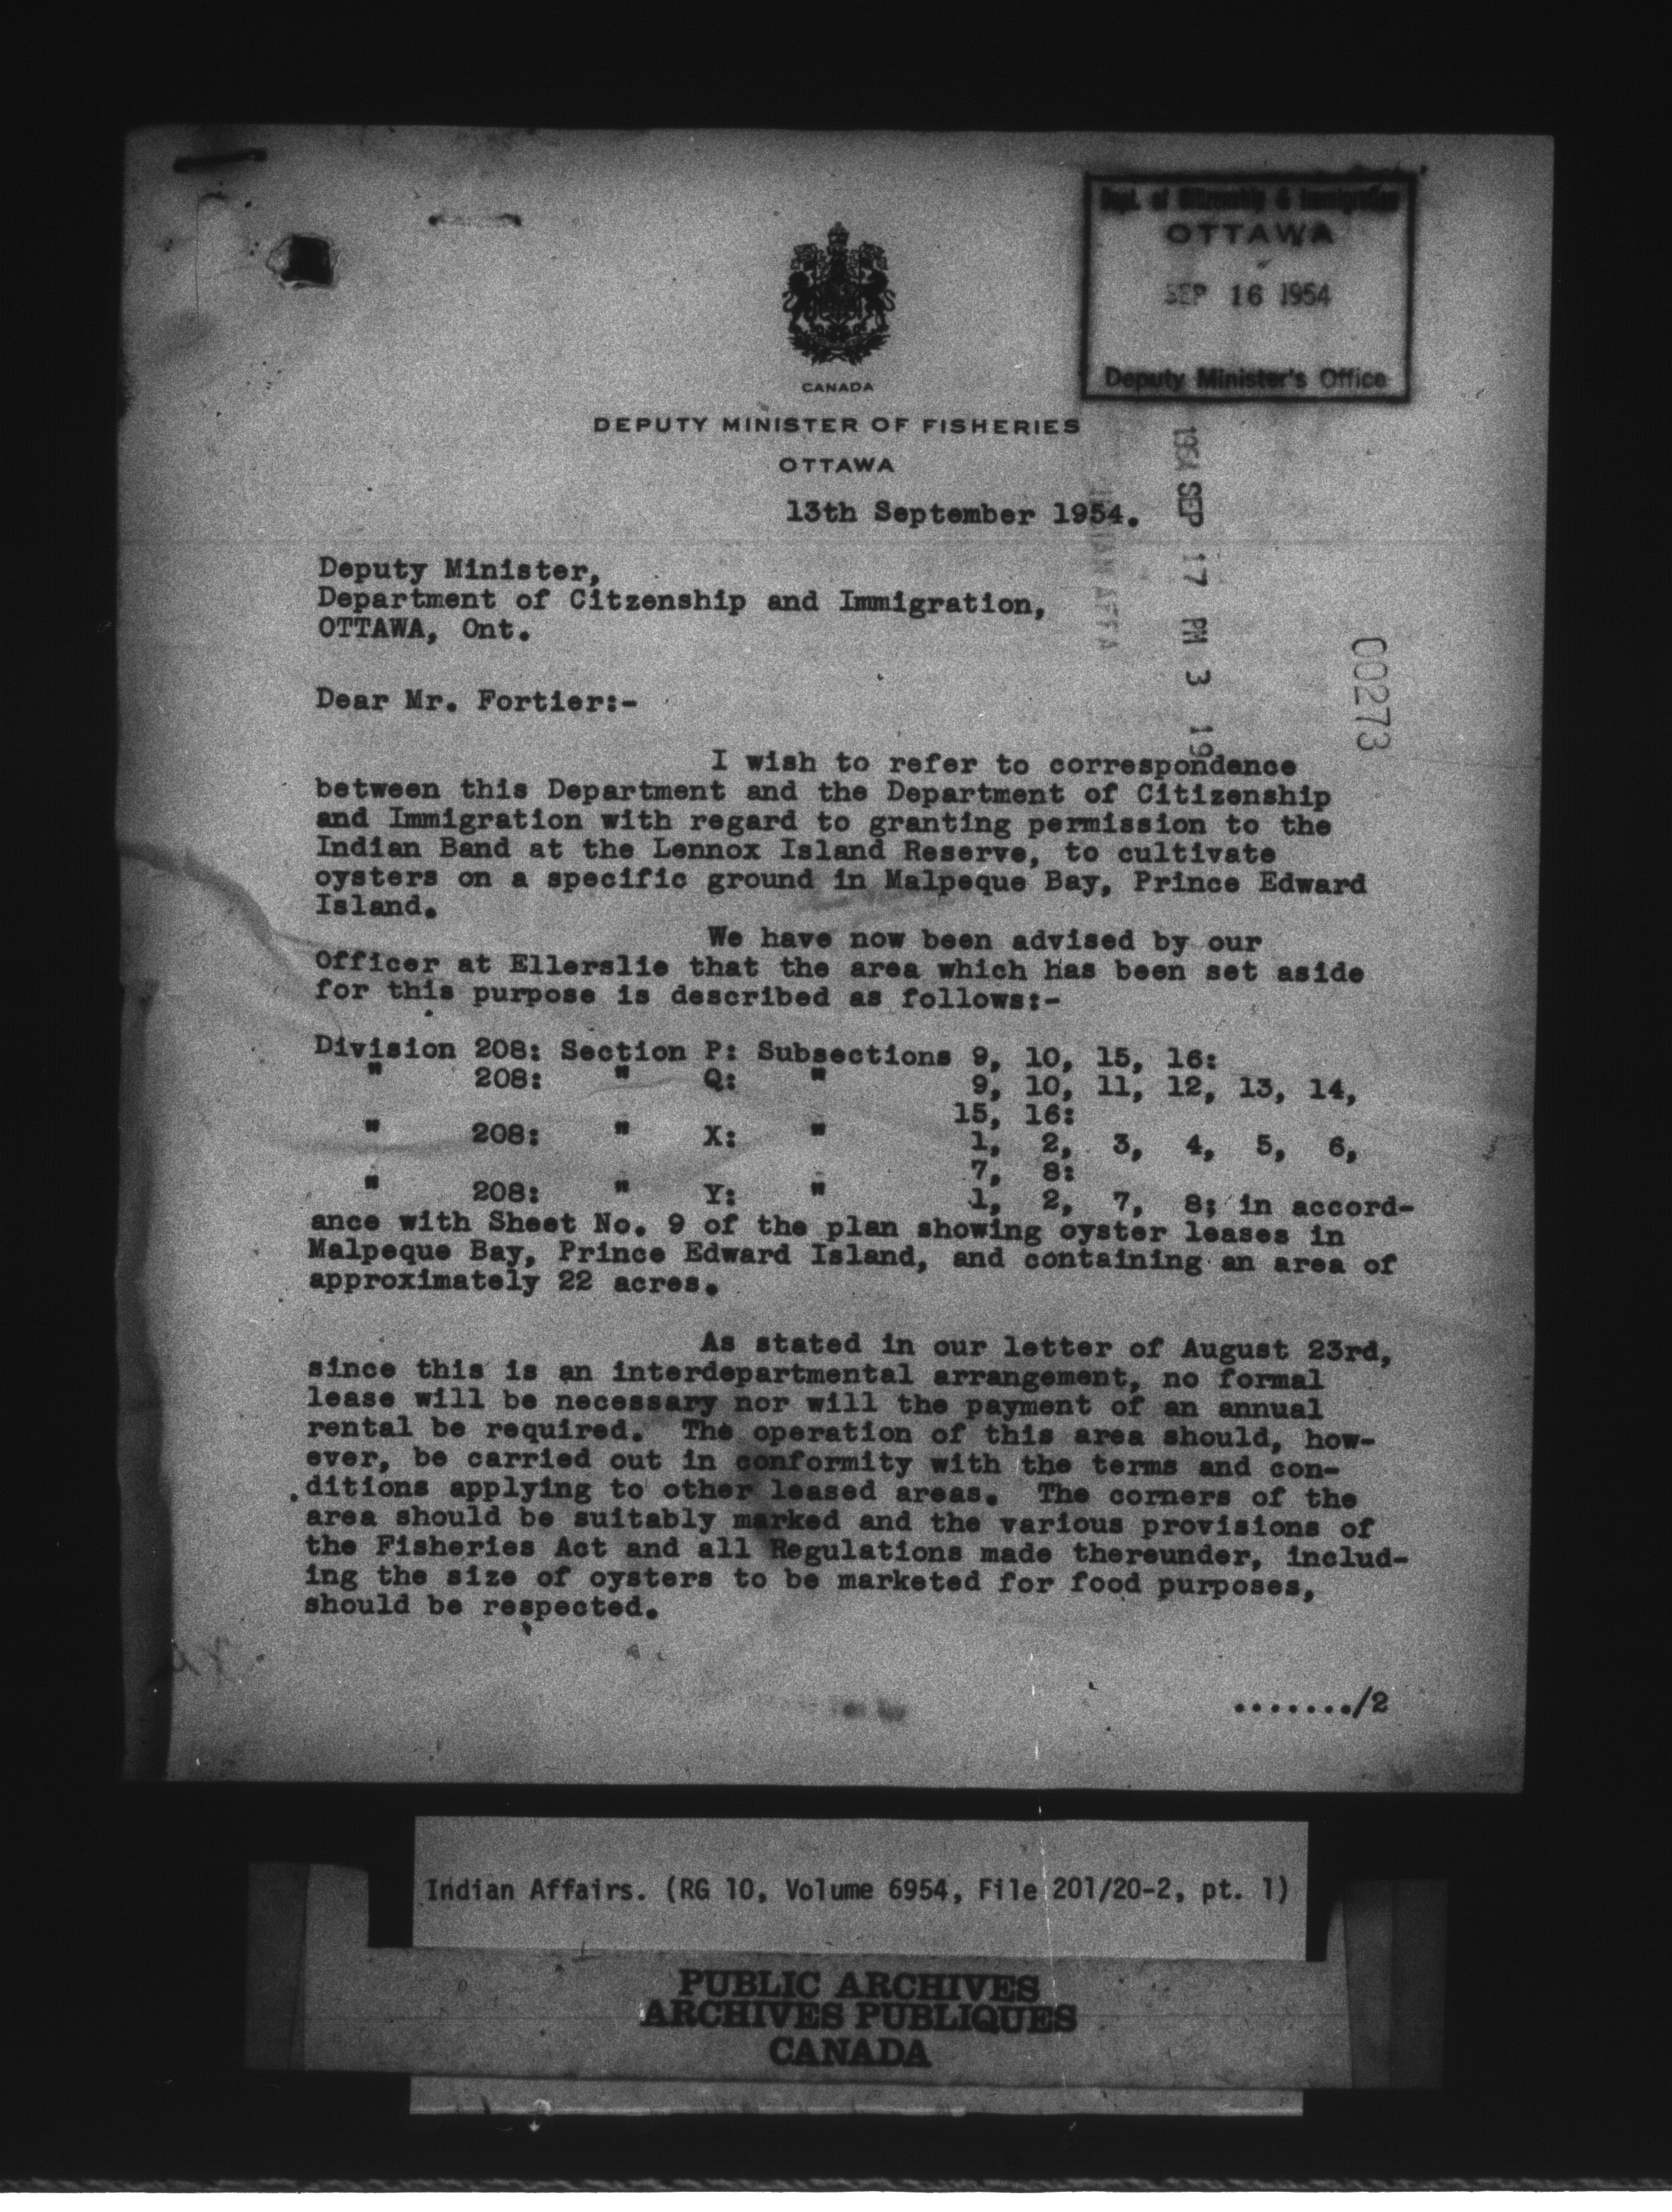 Dept. of Citizenship & Immigration
OTTAWA
SEP 16 1954
Deputy Minister's Office
CANADA
DEPUTY MINISTER OF FISHERIES
OTTAWA
13th September 1954.
1954 SEP 17 PM 3 19
INDIAN AFFA
00273
Deputy Minister,
Department of Citzenship and Immigration,
OTTAWA, Ont.
Dear Mr. Fortier:-
I wish to refer to correspondence
between this Department and the Department of Citizenship
and Immigration with regard to granting permission to the
Indian Band at the Lennox Island Reserve, to cultivate
oysters on a specific ground in Malpeque Bay, Prince Edward
Island.
We have now been advised by our
Officer at Ellerslie that the area which has been set aside
for this purpose is described as follows:-
Division 208: Section P: Subsections 9, 10, 15, 16:
" 208: " Q: " 9, 10, 11, 12, 13, 14,
15, 16:
" 208: " X: " 1, 2, 3, 4, 5, 6,
7, 8:
" 208: " Y: " 1, 2, 7, 8; in accord-
ance with Sheet No. 9 of the plan showing oyster leases in
Malpeque Bay, Prince Edward Island, and containing an area of
approximately 22 acres.
As stated in our letter of August 23rd,
since this is an interdepartmental arrangement, no formal
lease will be necessary nor will the payment of an annual
rental be required. The operation of this area should, how-
ever, be carried out in conformity with the terms and con-
ditions applying to other leased areas. The corners of the
area should be suitably marked and the various provisions of
the Fisheries Act and all Regulations made thereunder, includ-
ing the size of oysters to be marketed for food purposes,
should be respected.
......./2
Indian Affairs. (RG 10, Volume 6954, File 201/20-2, pt. 1)
PUBLIC ARCHIVES
ARCHIVES PUBLIQUES
CANADA